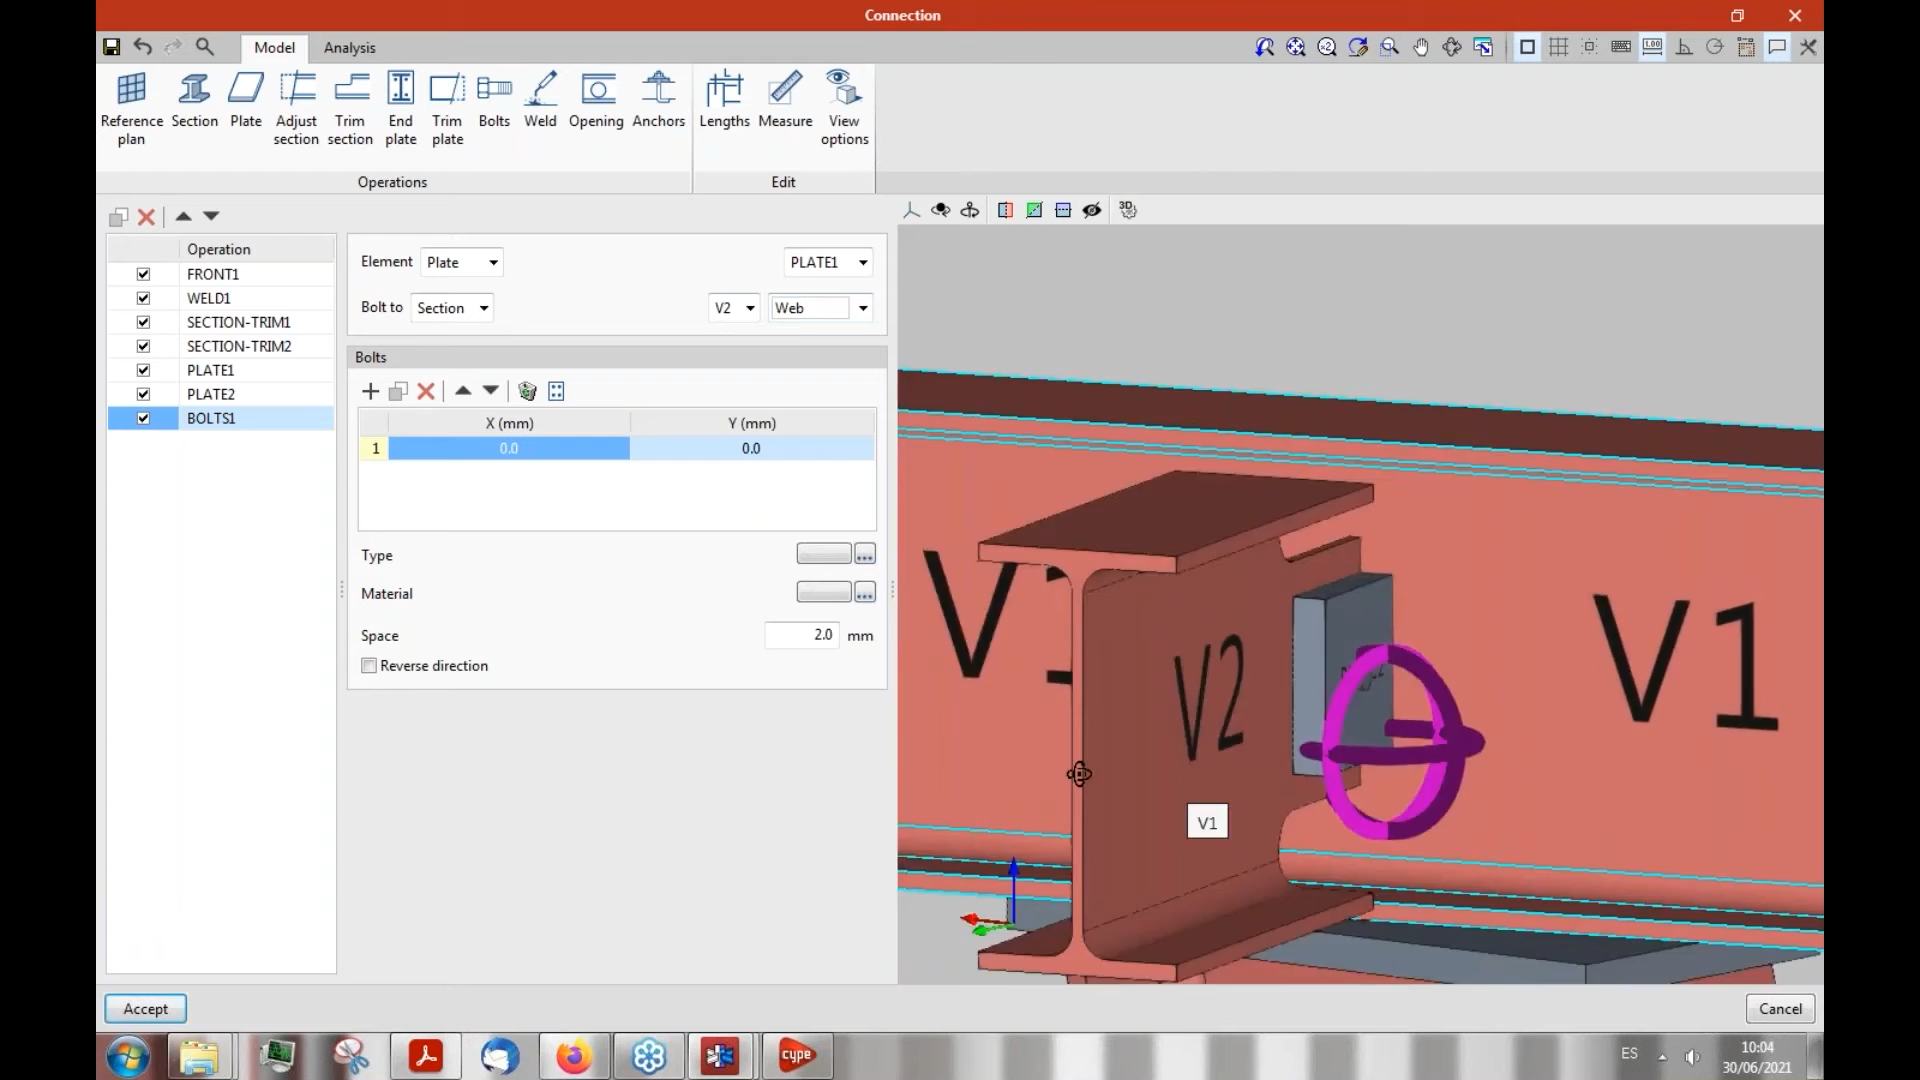 Connection
Model Analysis
Reference plan
Section
Plate
Adjust section
Trim section
End plate
Trim plate
Bolts
Weld
Opening
Anchors
Lengths
Measure
View options
Operations
Edit
3D
Operation
FRONT1
WELD1
SECTION-TRIM1
SECTION-TRIM2
PLATE1
PLATE2
BOLTS1
Element Plate PLATE1
Bolt to Section V2 Web
Bolts
X (mm) Y (mm)
1 0.0 0.0
Type ...
Material ...
Space 2.0 mm
Reverse direction
V2
V1
V1
Accept
Cancel
cype
ES
10:04
30/06/2021